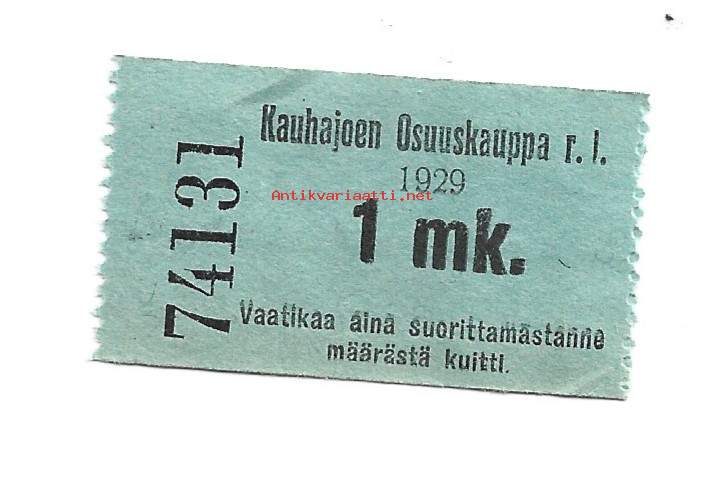 74131
Kauhajoen Osuuskauppa r. l.
1929
Antikvariaatti.net
1 mk.
Vaatikaa aina suorittamastanne
määrästä kuitti.